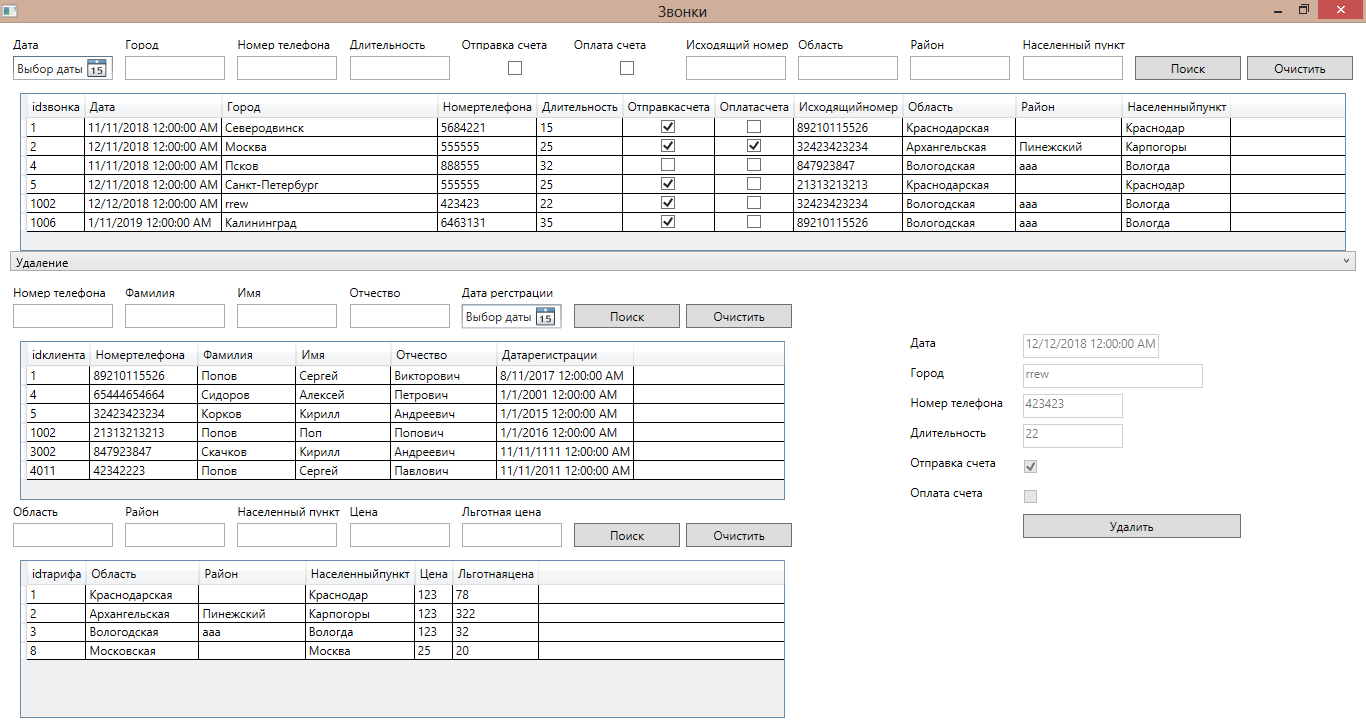 Звонки
Дата Город Номер телефона Длительность Отправка счета Оплата счета Исходящий номер Область Район Населенный пункт
Выбор даты 15 Поиск Очистить
idзвонка Дата Город Номертелефона Длительность Отправкасчета Оплатасчета Исходящийномер Область Район Населенныйпункт
1 11/11/2018 12:00:00 AM Северодвинск 5684221 15 89210115526 Краснодарская Краснодар
2 12/11/2018 12:00:00 AM Москва 555555 25 32423423234 Архангельская Пинежский Карпогоры
4 11/11/2018 12:00:00 AM Псков 888555 32 847923847 Вологодская ааа Вологда
5 12/11/2018 12:00:00 AM Санкт-Петербург 555555 25 21313213213 Краснодарская Краснодар
1002 12/12/2018 12:00:00 AM rrew 423423 22 32423423234 Вологодская ааа Вологда
1006 1/11/2019 12:00:00 AM Калининград 6463131 35 89210115526 Вологодская ааа Вологда
Удаление
Номер телефона Фамилия Имя Отчество Дата регстрации
Выбор даты 15 Поиск Очистить
idклиента Номертелефона Фамилия Имя Отчество Датарегистрации
1 89210115526 Попов Сергей Викторович 8/11/2017 12:00:00 AM
4 65444654664 Сидоров Алексей Петрович 1/1/2001 12:00:00 AM
5 32423423234 Корков Кирилл Андреевич 1/1/2015 12:00:00 AM
1002 21313213213 Попов Поп Попович 1/1/2016 12:00:00 AM
3002 847923847 Скачков Кирилл Андреевич 11/11/1111 12:00:00 AM
4011 42342223 Попов Сергей Павлович 11/11/2011 12:00:00 AM
Область Район Населенный пункт Цена Льготная цена
Поиск Очистить
idтарифа Область Район Населенныйпункт Цена Льготнаяцена
1 Краснодарская Краснодар 123 78
2 Архангельская Пинежский Карпогоры 123 322
3 Вологодская ааа Вологда 123 32
8 Московская Москва 25 20
Дата 12/12/2018 12:00:00 AM
Город rrew
Номер телефона 423423
Длительность 22
Отправка счета
Оплата счета
Удалить